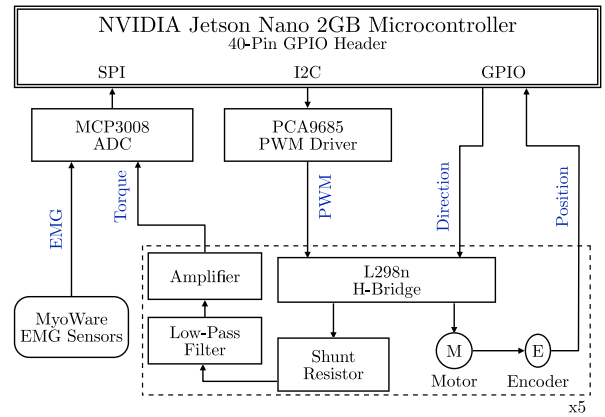 NVIDIA Jetson Nano 2GB Microcontroller
40-Pin GPIO Header
SPI
I2C
GPIO
MCP3008
ADC
PCA9685
PWM Driver
EMG
Torque
PWM
Direction
Position
Amplifier
L298n
H-Bridge
MyoWare
EMG Sensors
Low-Pass
Filter
Shunt
Resistor
M
Motor
E
Encoder
x5